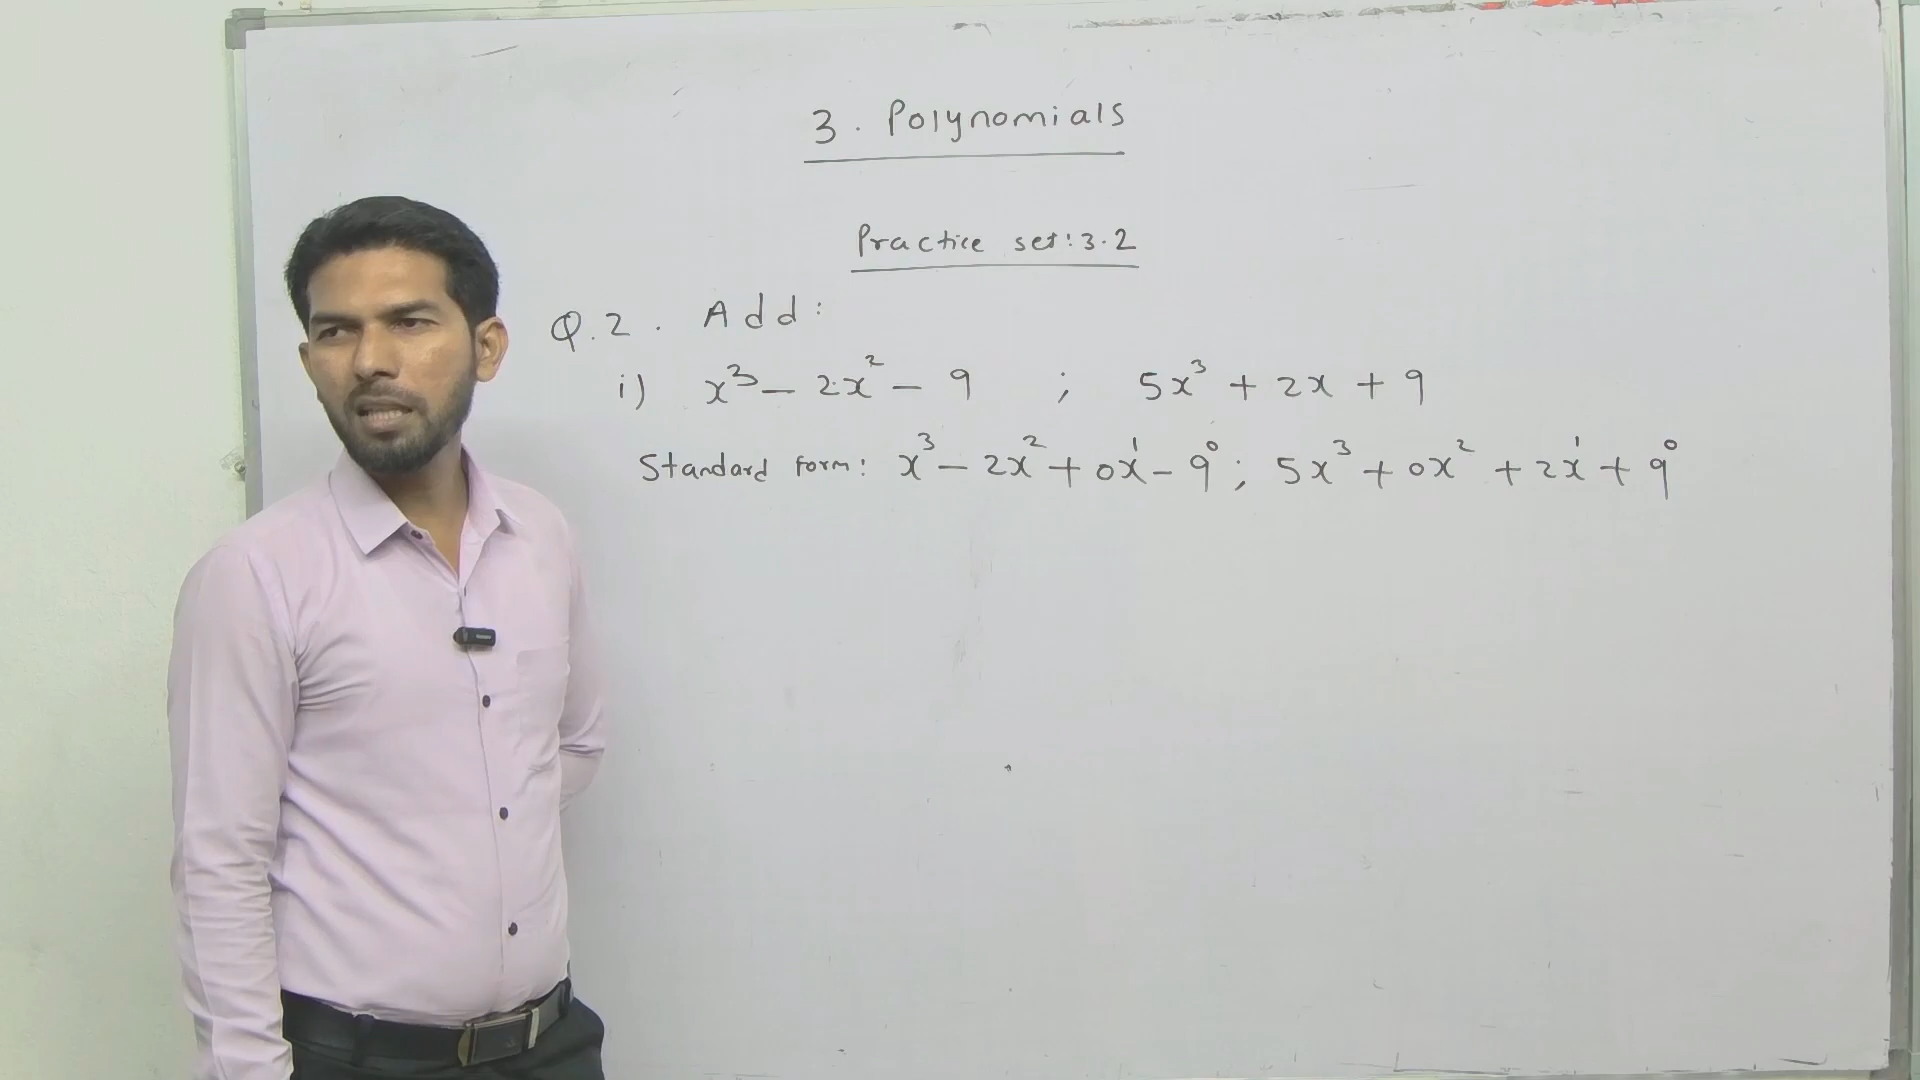 3. Polynomials
Practice set: 3.2
Q.2. Add:
i) x³ – 2x² – 9 ; 5x³ + 2x + 9
Standard form: x³ – 2x² + 0x¹ – 9⁰ ; 5x³ + 0x² + 2x¹ + 9⁰